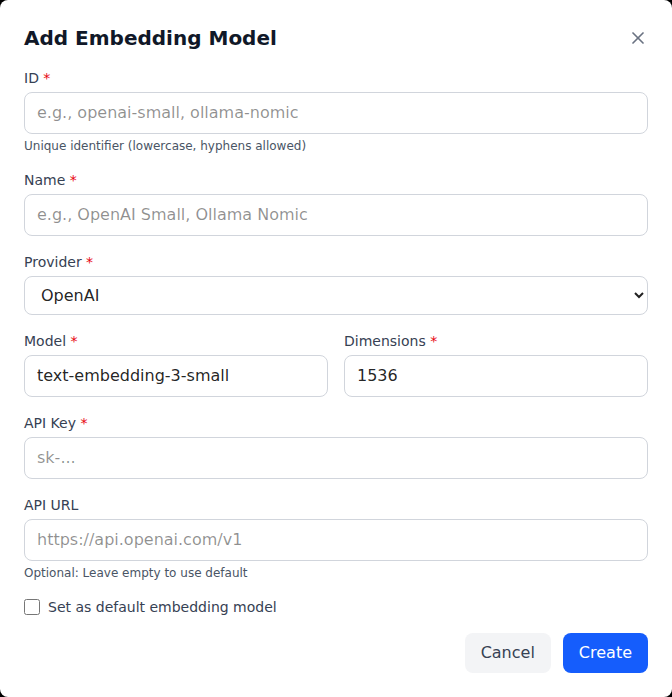 Add Embedding Model
ID *
e.g., openai-small, ollama-nomic
Unique identifier (lowercase, hyphens allowed)
Name *
e.g., OpenAI Small, Ollama Nomic
Provider *
OpenAI
Model *
Dimensions *
text-embedding-3-small
1536
API Key *
sk-...
API URL
https://api.openai.com/v1
Optional: Leave empty to use default
Set as default embedding model
Cancel
Create